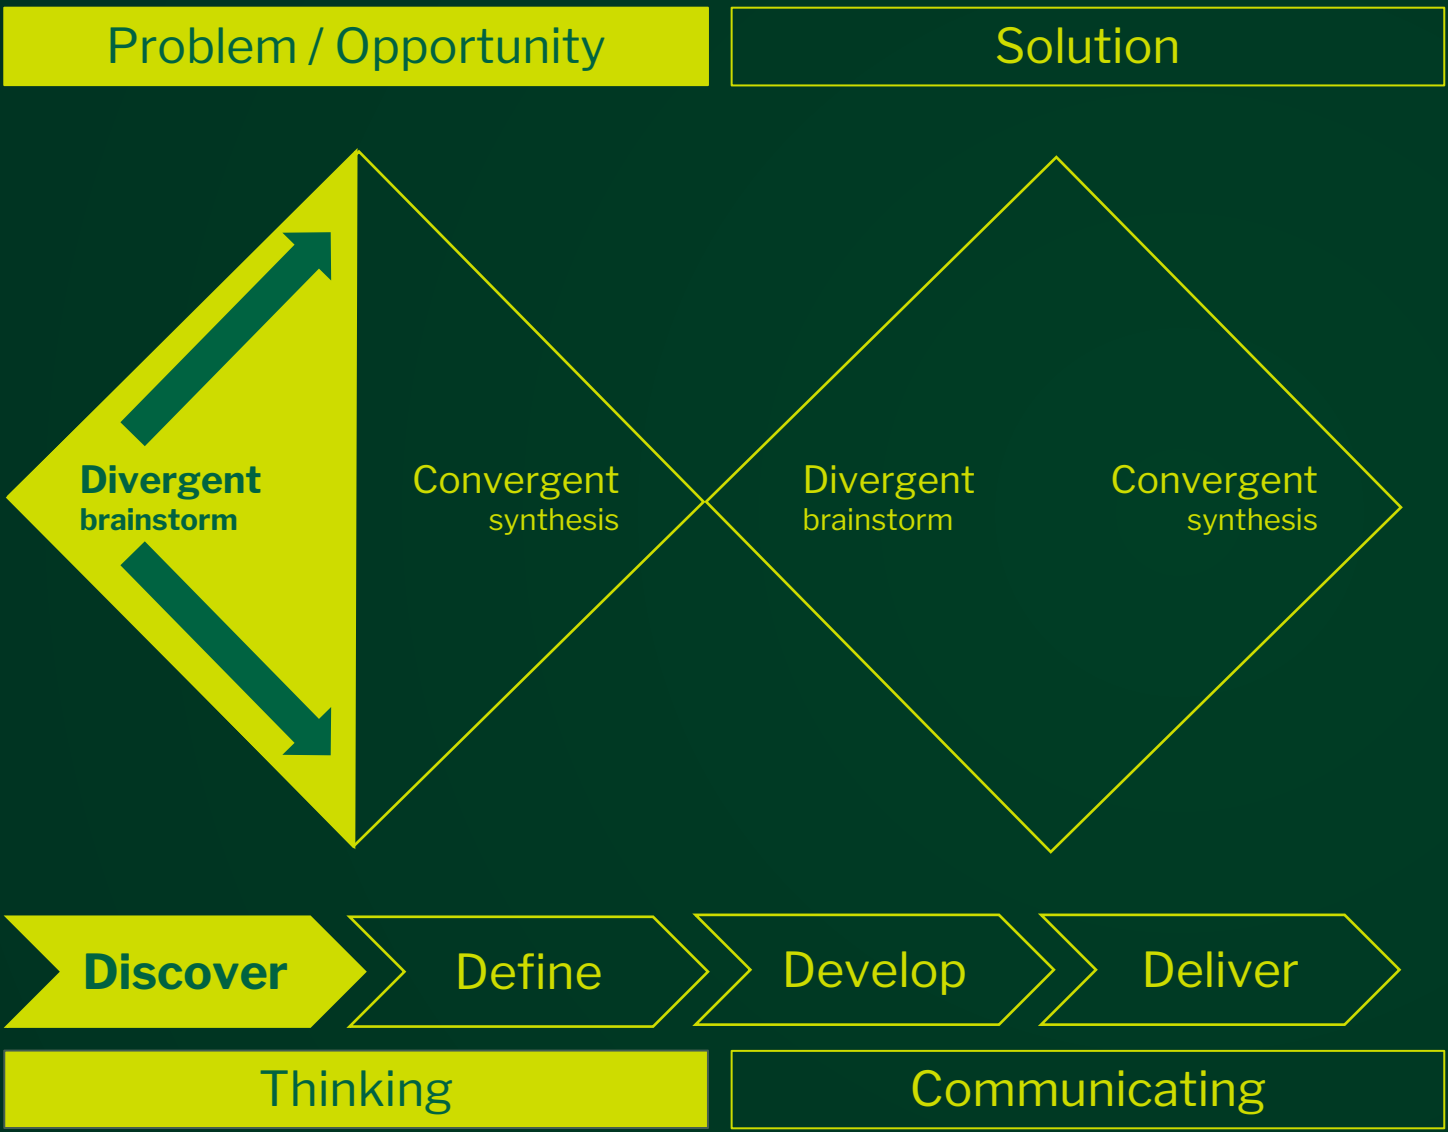 Problem / Opportunity
Solution
Divergent
brainstorm
Convergent
synthesis
Divergent
brainstorm
Convergent
synthesis
Discover
Define
Develop
Deliver
Thinking
Communicating